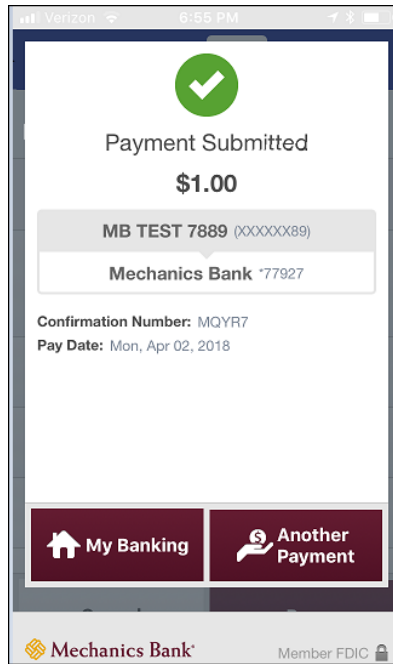 Verizon 6:55 PM
Payment Submitted
$1.00
MB TEST 7889 (XXXXXX89)
Mechanics Bank *77927
Confirmation Number: MQYR7
Pay Date: Mon, Apr 02, 2018
My Banking
Another
Payment
Mechanics Bank
Member FDIC